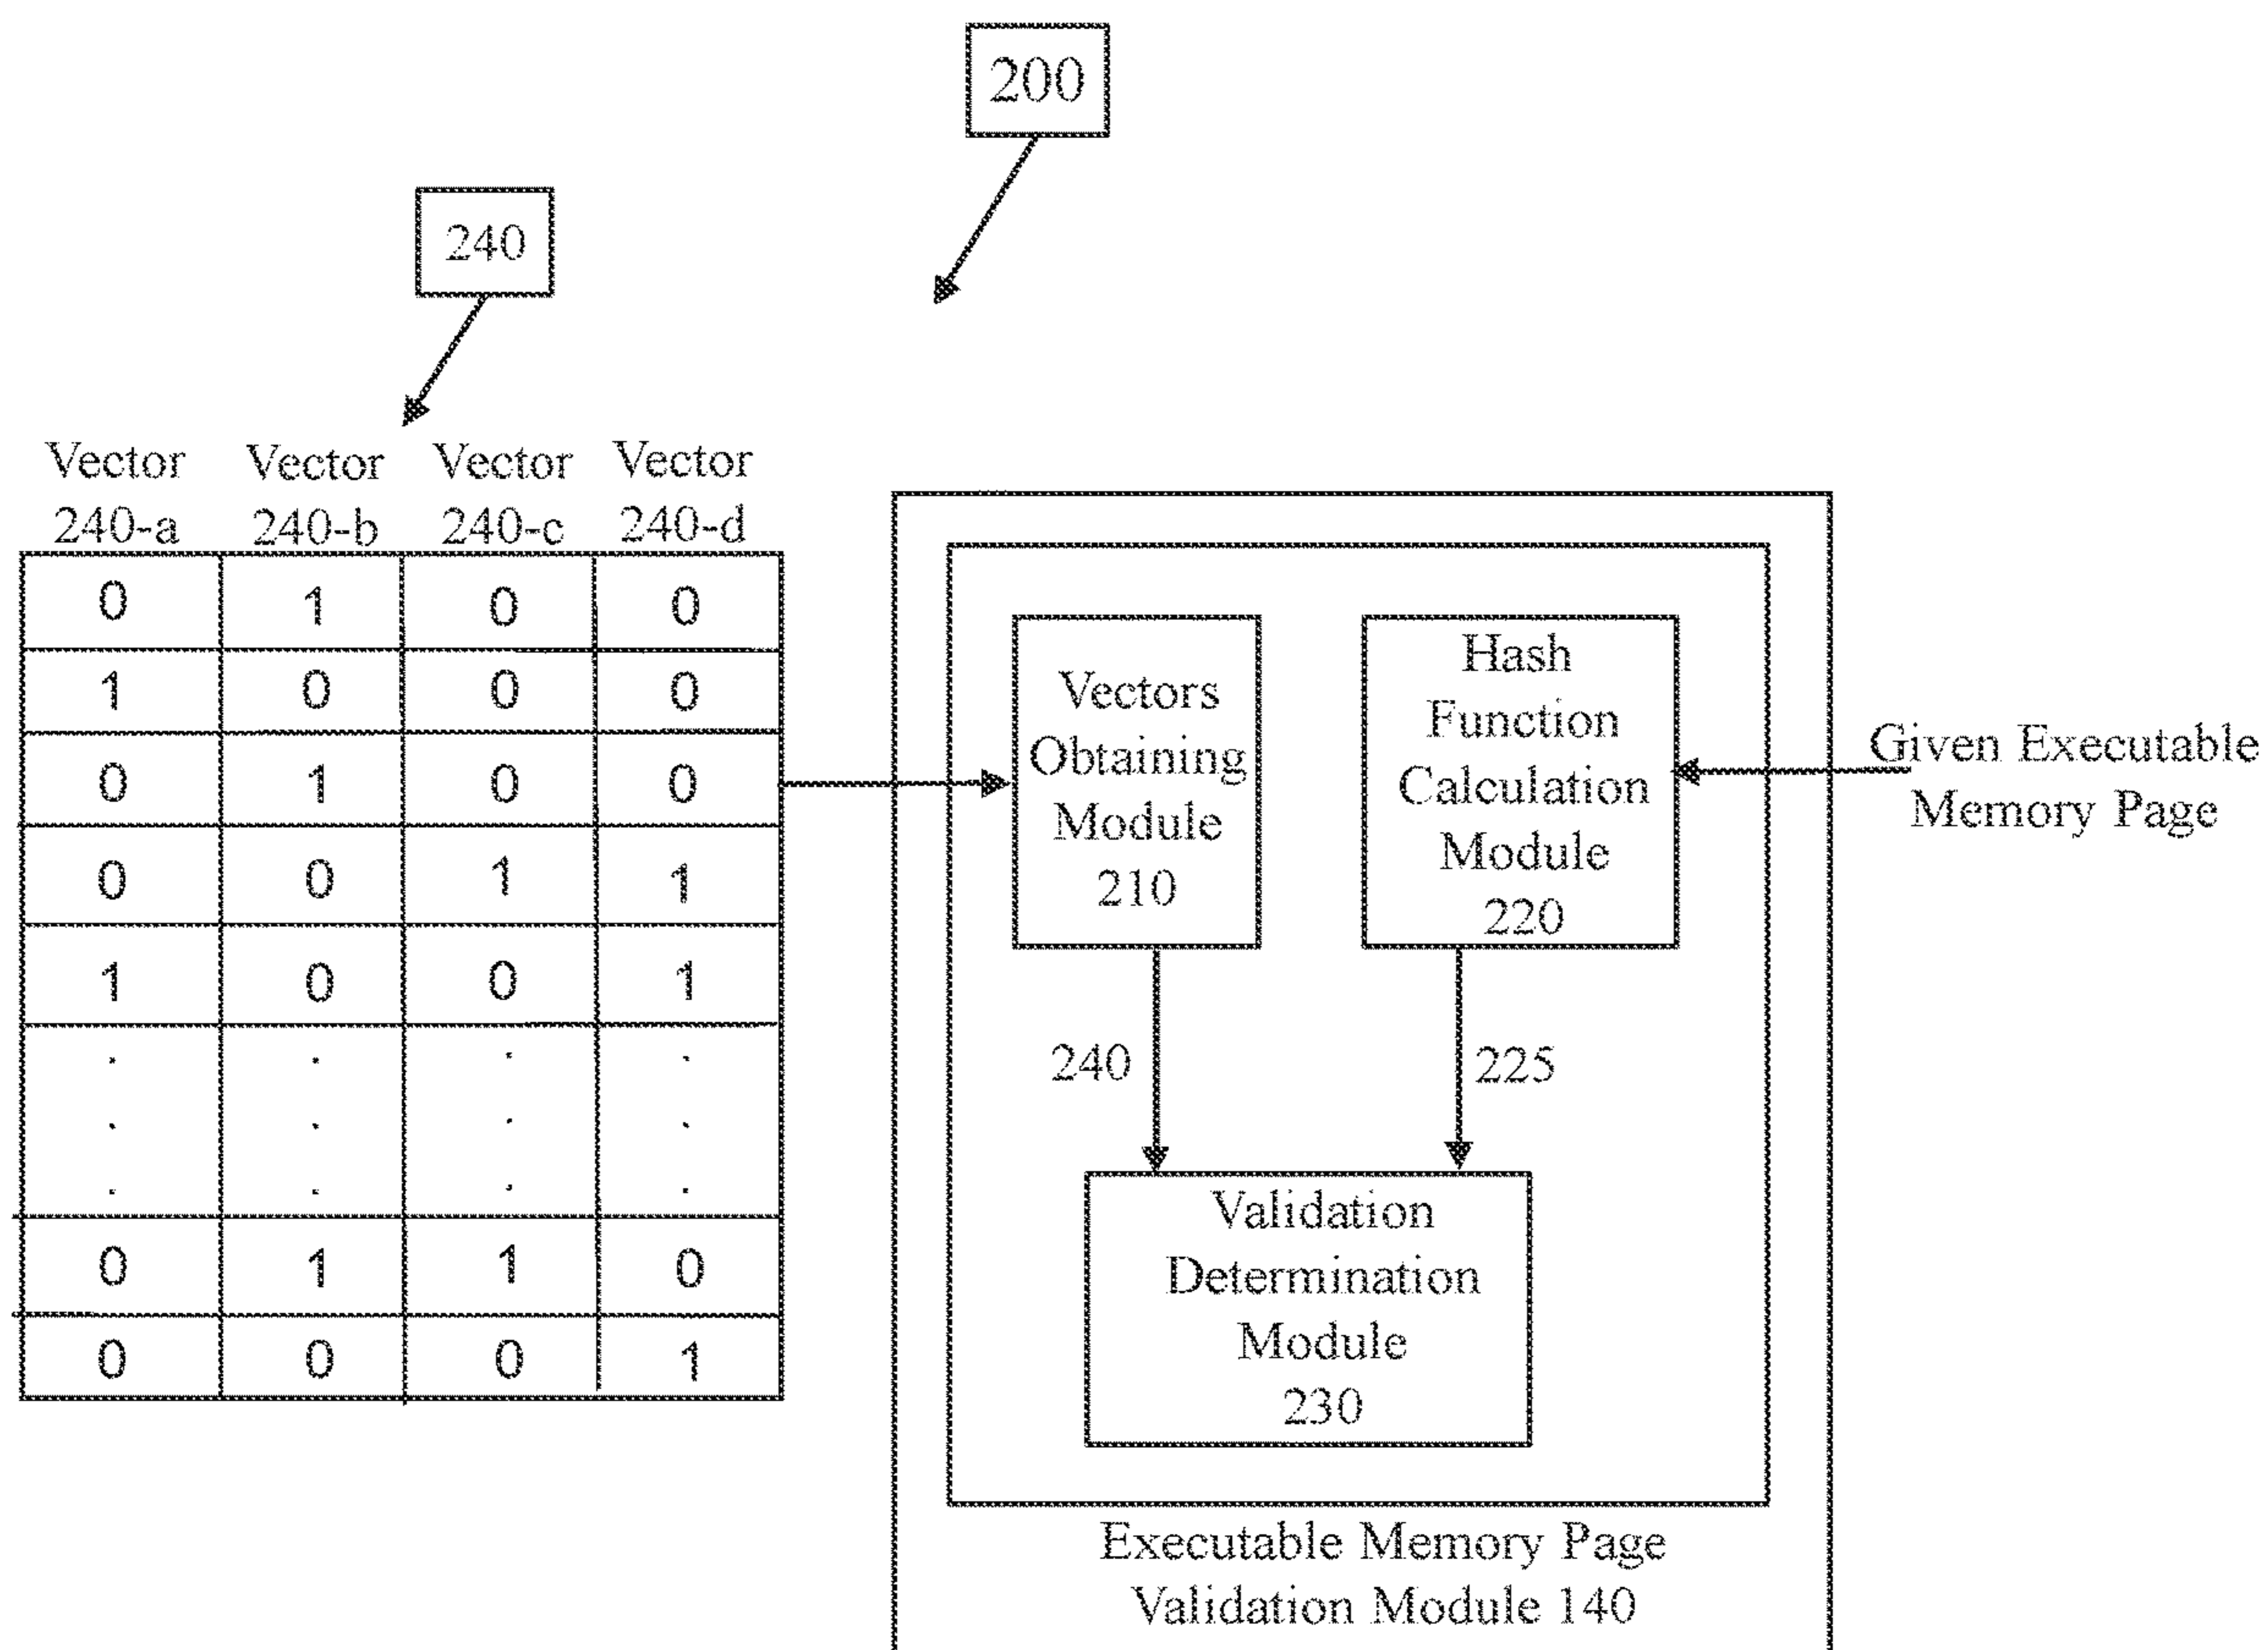 200
240
Vector Vector Vector Vector
240-a 240-b 240-c 240-d
0 1 0 0
1 0 0 0
0 1 0 0
0 0 1 1
1 0 0 1
. . . .
. . . .
. . . .
0 1 1 0
0 0 0 1
Vectors
Obtaining
Module
210
Hash
Function
Calculation
Module
220
Given Executable
Memory Page
240
225
Validation
Determination
Module
230
Executable Memory Page
Validation Module 140